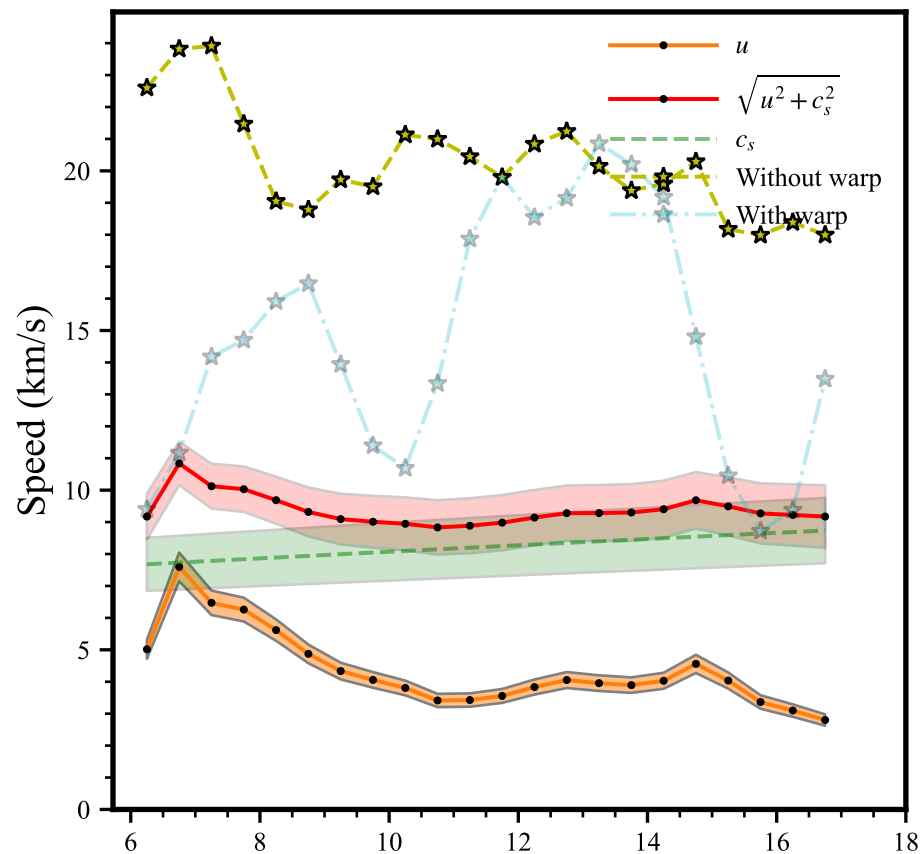 u
√u² + c_s²
c_s
Without warp
With warp
20
15
10
5
0
Speed (km/s)
6 8 10 12 14 16 18